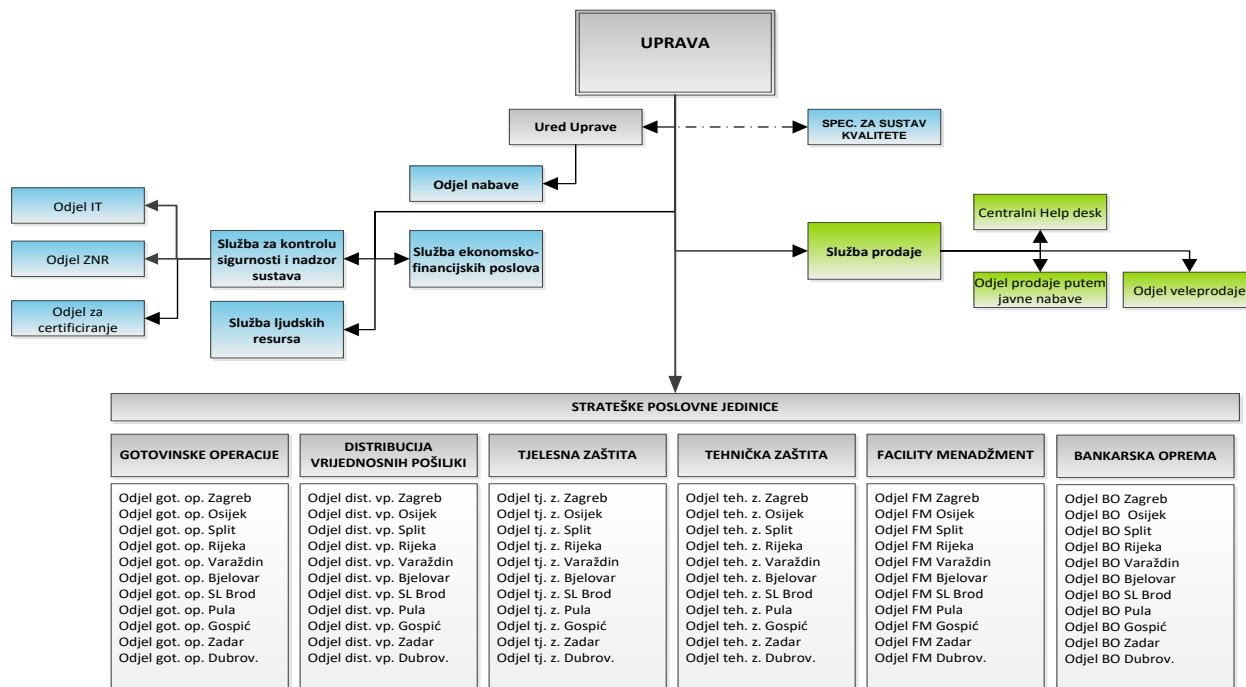 UPRAVA
Ured Uprave
SPEC. ZA SUSTAV
KVALITETE
Odjel nabave
Odjel IT
Odjel ZNR
Odjel za
certificiranje
Služba za kontrolu
sigurnosti i nadzor
sustava
Služba ekonomsko-
financijskih poslova
Služba ljudskih
resursa
Služba prodaje
Centralni Help desk
Odjel prodaje putem
javne nabave
Odjel veleprodaje
STRATEŠKE POSLOVNE JEDINICE
GOTOVINSKE OPERACIJE
Odjel got. op. Zagreb
Odjel got. op. Osijek
Odjel got. op. Split
Odjel got. op. Rijeka
Odjel got. op. Varaždin
Odjel got. op. Bjelovar
Odjel got. op. SL Brod
Odjel got. op. Pula
Odjel got. op. Gospić
Odjel got. op. Zadar
Odjel got. op. Dubrov.
DISTRIBUCIJA
VRIJEDNOSNIH POŠILJKI
Odjel dist. vp. Zagreb
Odjel dist. vp. Osijek
Odjel dist. vp. Split
Odjel dist. vp. Rijeka
Odjel dist. vp. Varaždin
Odjel dist. vp. Bjelovar
Odjel dist. vp. SL Brod
Odjel dist. vp. Pula
Odjel dist. vp. Gospić
Odjel dist. vp. Zadar
Odjel dist. vp. Dubrov.
TJELESNA ZAŠTITA
Odjel tj. z. Zagreb
Odjel tj. z. Osijek
Odjel tj. z. Split
Odjel tj. z. Rijeka
Odjel tj. z. Varaždin
Odjel tj. z. Bjelovar
Odjel tj. z. SL Brod
Odjel tj. z. Pula
Odjel tj. z. Gospić
Odjel tj. z. Zadar
Odjel tj. z. Dubrov.
TEHNIČKA ZAŠTITA
Odjel teh. z. Zagreb
Odjel teh. z. Osijek
Odjel teh. z. Split
Odjel teh. z. Rijeka
Odjel teh. z. Varaždin
Odjel teh. z. Bjelovar
Odjel teh. z. SL Brod
Odjel teh. z. Pula
Odjel teh. z. Gospić
Odjel teh. z. Zadar
Odjel teh. z. Dubrov.
FACILITY MENADŽMENT
Odjel FM Zagreb
Odjel FM Osijek
Odjel FM Split
Odjel FM Rijeka
Odjel FM Varaždin
Odjel FM Bjelovar
Odjel FM SL Brod
Odjel FM Pula
Odjel FM Gospić
Odjel FM Zadar
Odjel FM Dubrov.
BANKARSKA OPREMA
Odjel BO Zagreb
Odjel BO Osijek
Odjel BO Split
Odjel BO Rijeka
Odjel BO Varaždin
Odjel BO Bjelovar
Odjel BO SL Brod
Odjel BO Pula
Odjel BO Gospić
Odjel BO Zadar
Odjel BO Dubrov.